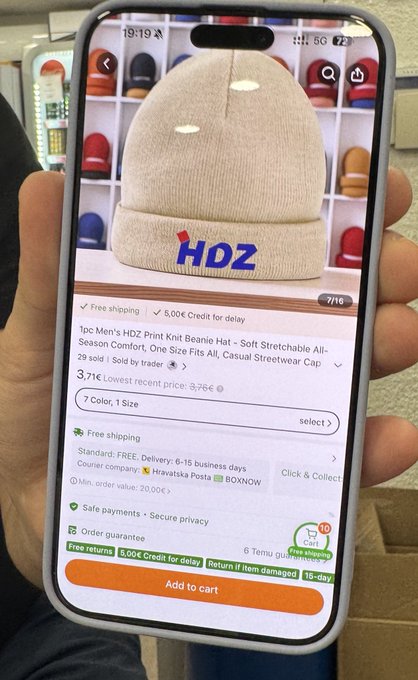 19:19
5G 72
HDZ
7/16
Free shipping 5,00€ Credit for delay
1pc Men's HDZ Print Knit Beanie Hat - Soft Stretchable All-
Season Comfort, One Size Fits All, Casual Streetwear Cap
29 sold | Sold by trader
3,71€ Lowest recent price: 3,76€
7 Color, 1 Size
select >
Free shipping
Standard: FREE. Delivery: 6-15 business days
Courier company: Hravatska Posta BOXNOW
Click & Collect:
Min. order value: 20,00€ >
Safe payments • Secure privacy
Order guarantee
6 Temu guarantees
10
Cart
Free shipping
Free returns 5,00€ Credit for delay Return if item damaged 15-day
Add to cart